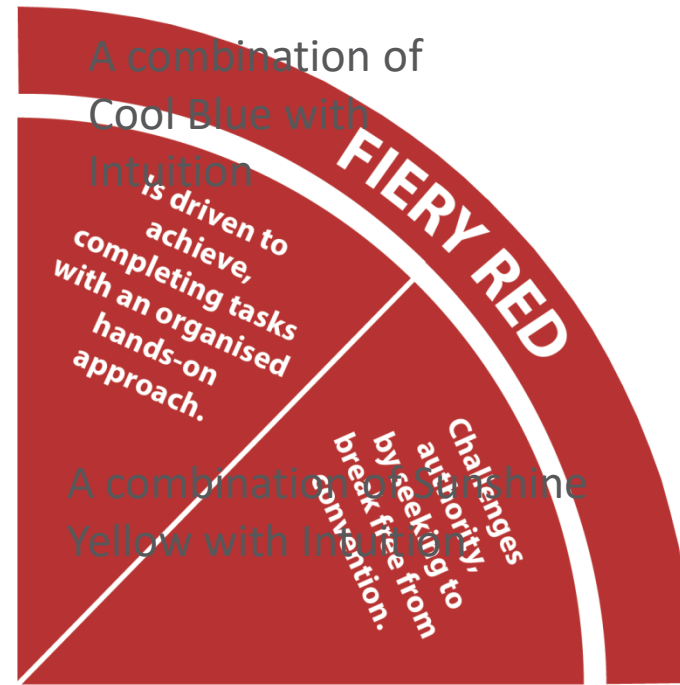 A combination of
Cool Blue with
Intuition
FIERY RED
is driven to
achieve,
completing tasks
with an organised
hands-on
approach.
A combination of Sunshine
Yellow with Intuition
Challenges
authority,
by seeking to
break free from
convention.